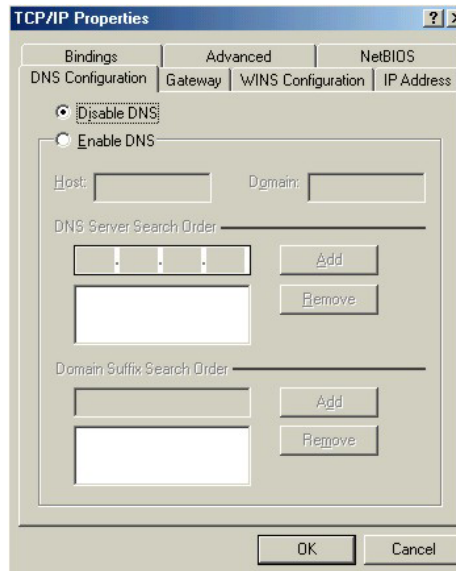 TCP/IP Properties
Bindings Advanced NetBIOS
DNS Configuration Gateway WINS Configuration IP Address
Disable DNS
Enable DNS
Host: Domain:
DNS Server Search Order
Add
Remove
Domain Suffix Search Order
Add
Remove
OK Cancel